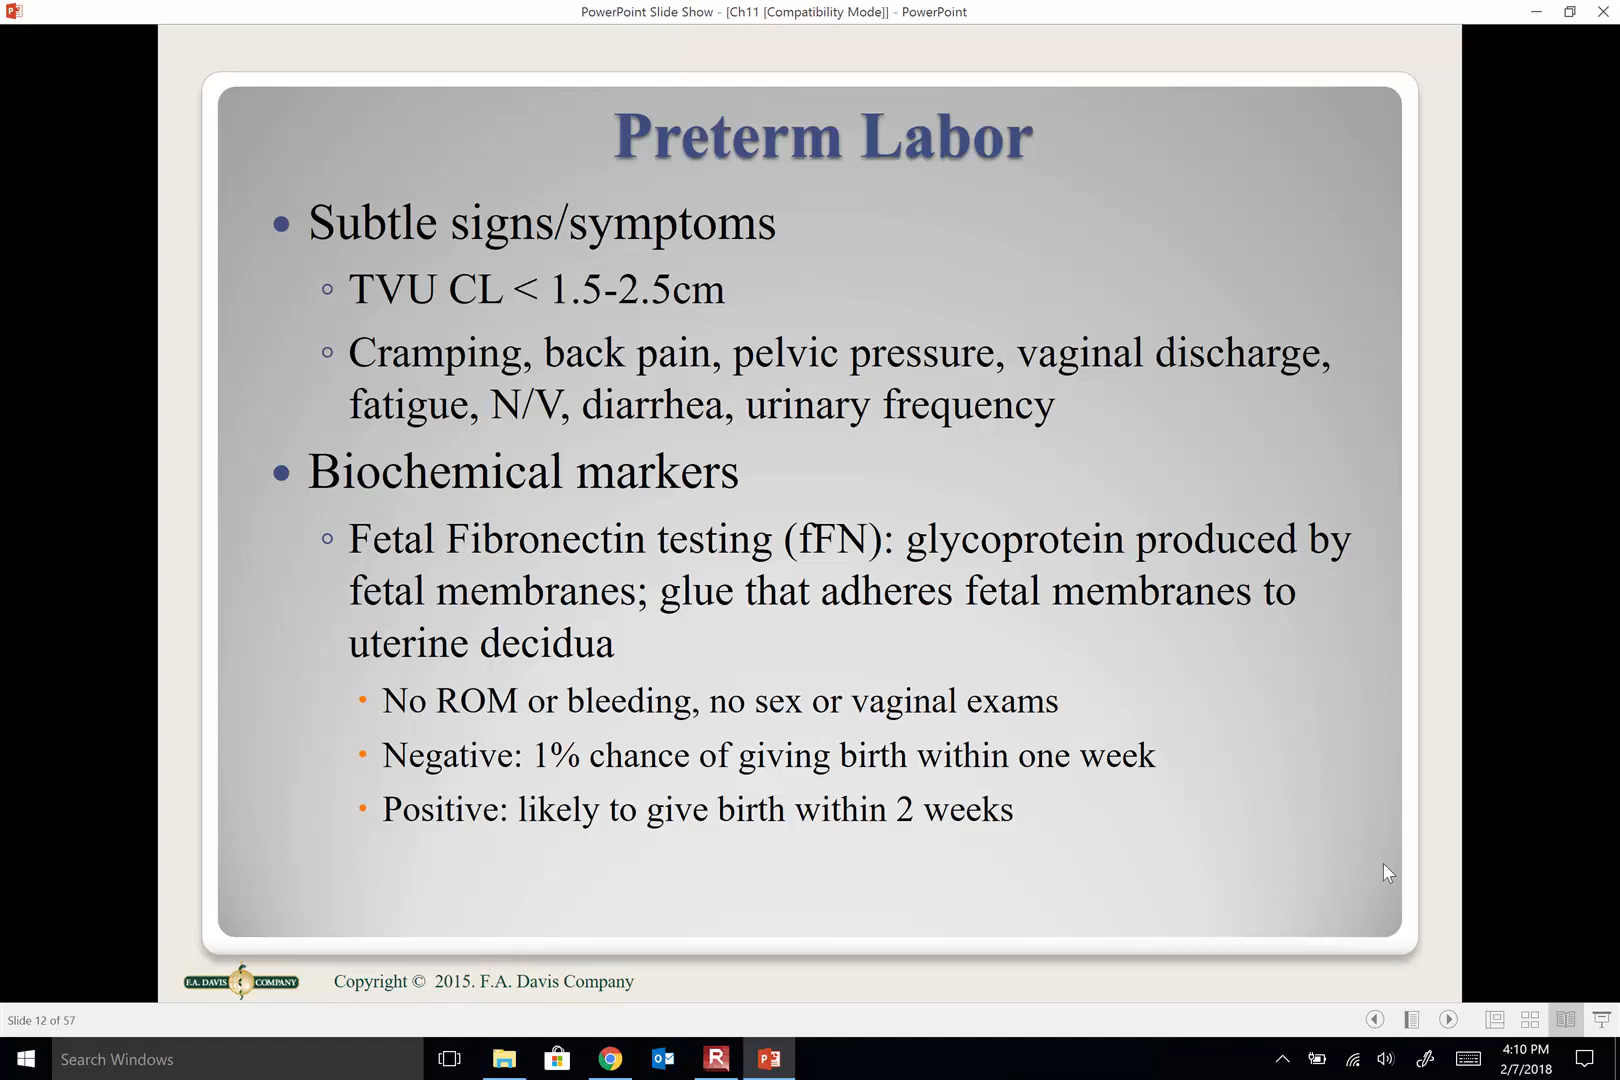 PowerPoint Slide Show - [Ch11 [Compatibility Mode]] - PowerPoint
Preterm Labor
Subtle signs/symptoms
TVU CL < 1.5-2.5cm
Cramping, back pain, pelvic pressure, vaginal discharge,
fatigue, N/V, diarrhea, urinary frequency
Biochemical markers
Fetal Fibronectin testing (fFN): glycoprotein produced by
fetal membranes; glue that adheres fetal membranes to
uterine decidua
No ROM or bleeding, no sex or vaginal exams
Negative: 1% chance of giving birth within one week
Positive: likely to give birth within 2 weeks
F.A. DAVIS COMPANY
Copyright © 2015. F.A. Davis Company
Slide 12 of 57
Search Windows
4:10 PM
2/7/2018